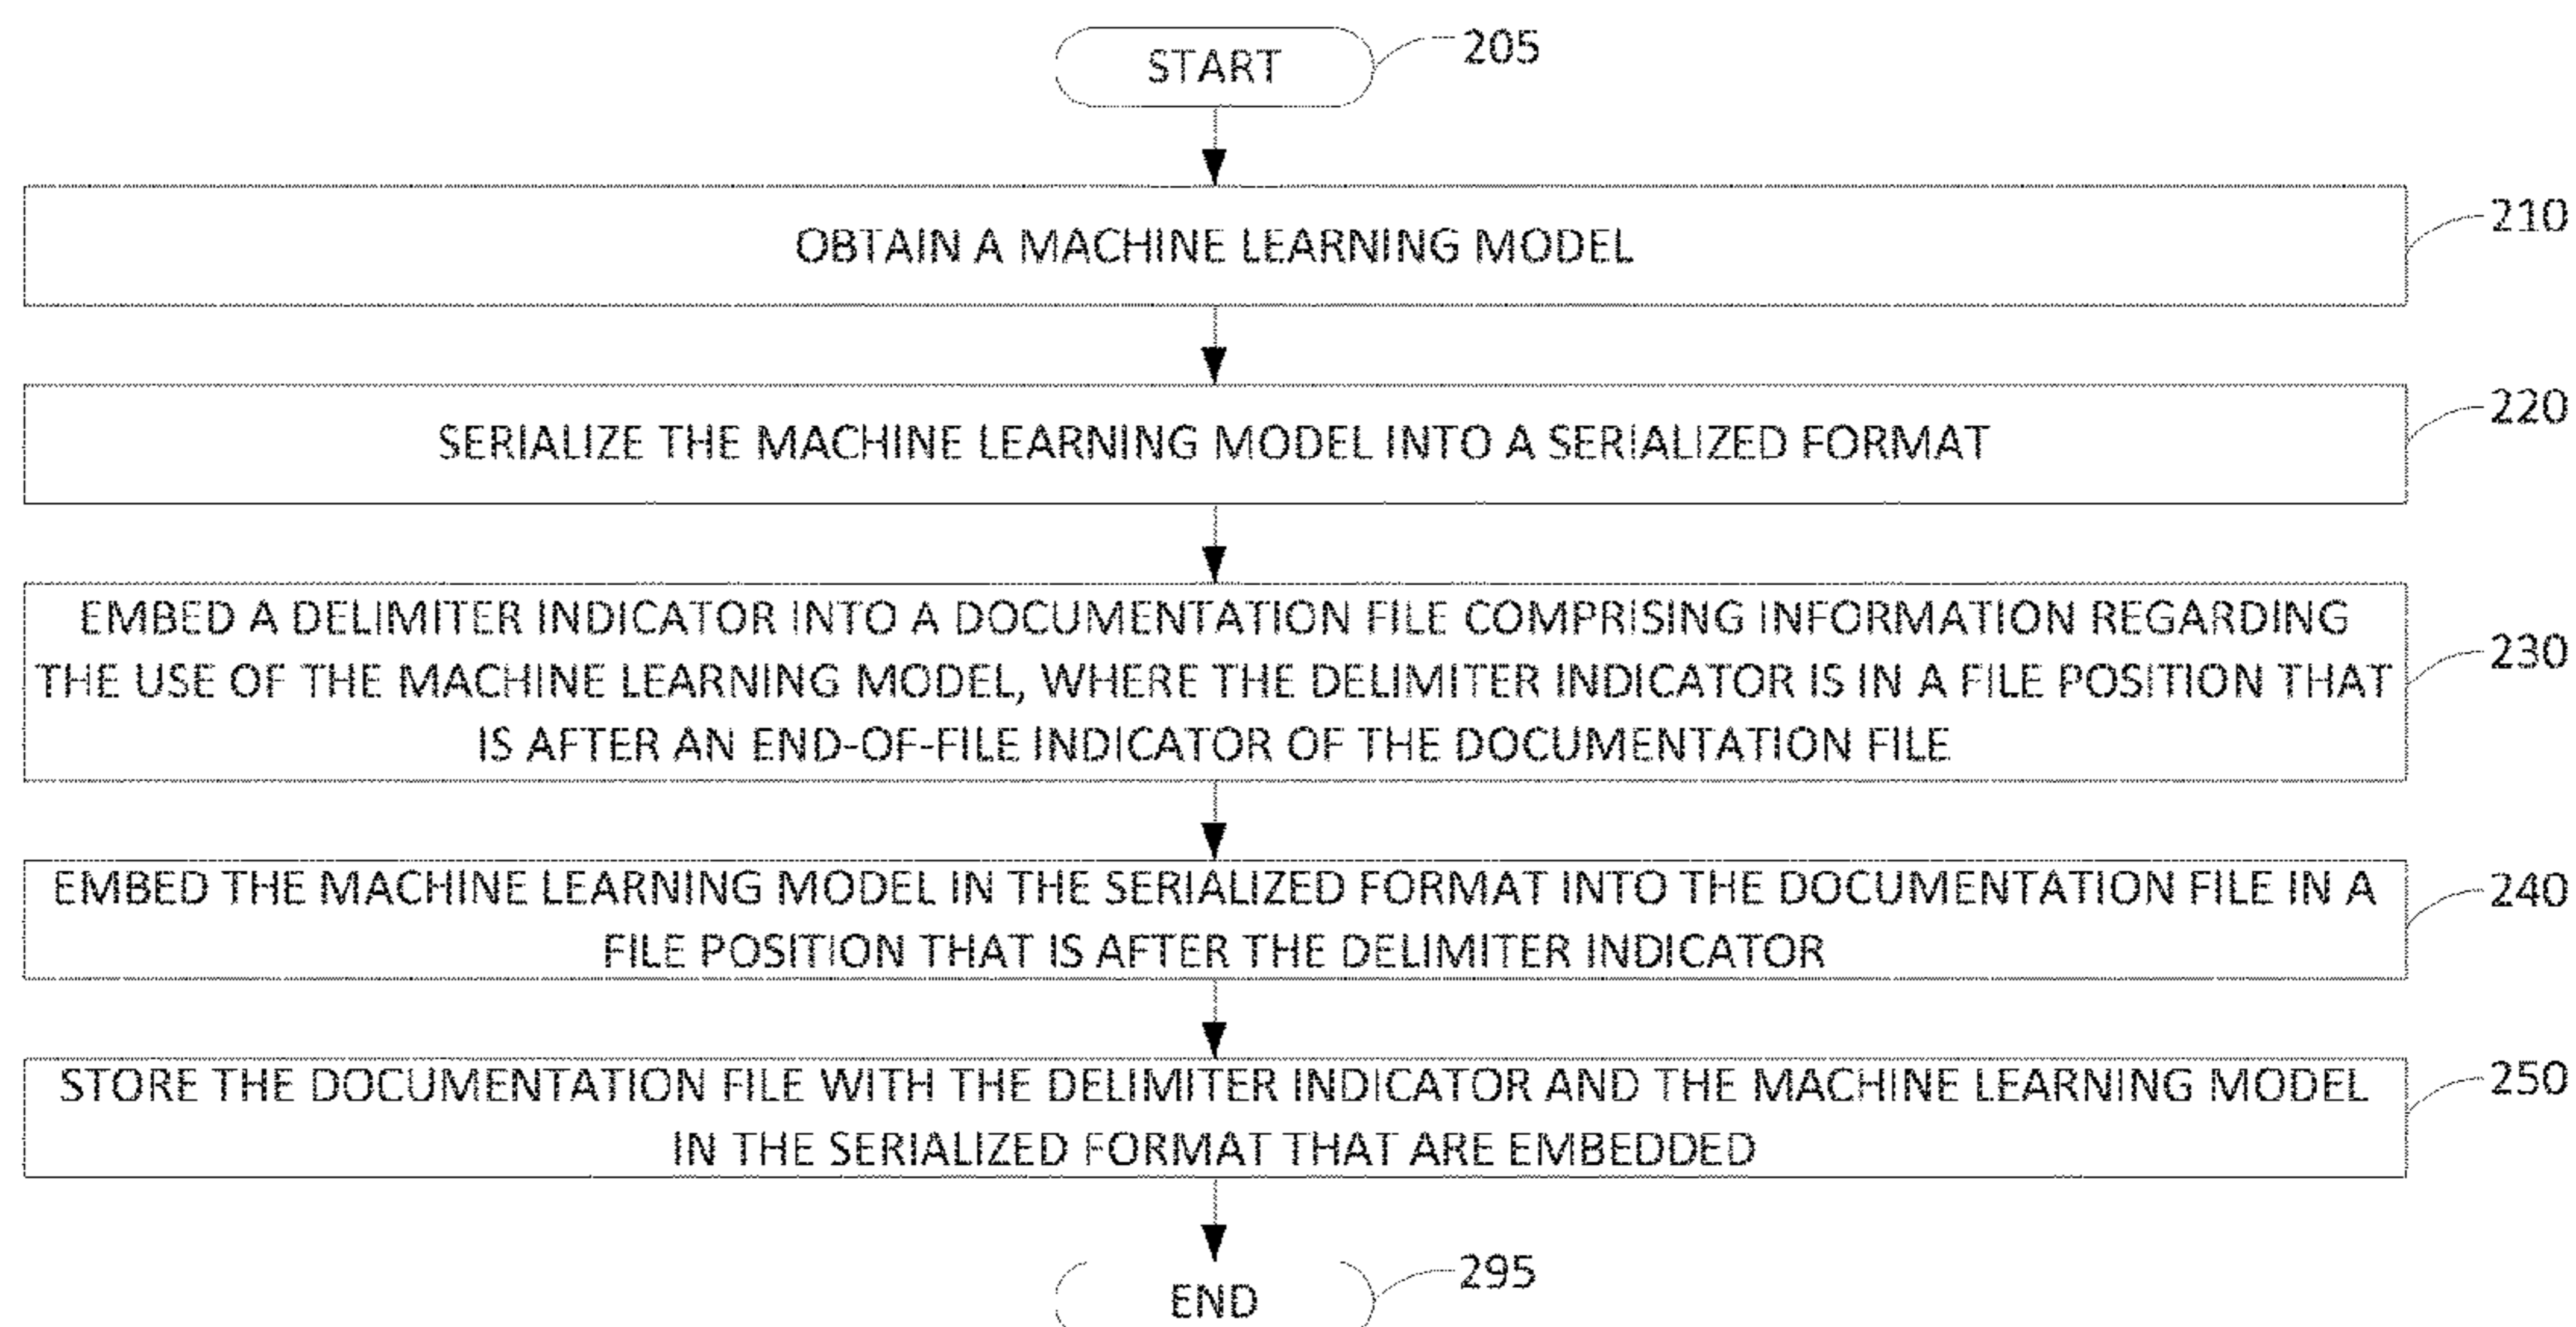 START
205
OBTAIN A MACHINE LEARNING MODEL
210
SERIALIZE THE MACHINE LEARNING MODEL INTO A SERIALIZED FORMAT
220
EMBED A DELIMITER INDICATOR INTO A DOCUMENTATION FILE COMPRISING INFORMATION REGARDING
THE USE OF THE MACHINE LEARNING MODEL, WHERE THE DELIMITER INDICATOR IS IN A FILE POSITION THAT
IS AFTER AN END-OF-FILE INDICATOR OF THE DOCUMENTATION FILE
230
EMBED THE MACHINE LEARNING MODEL IN THE SERIALIZED FORMAT INTO THE DOCUMENTATION FILE IN A
FILE POSITION THAT IS AFTER THE DELIMITER INDICATOR
240
STORE THE DOCUMENTATION FILE WITH THE DELIMITER INDICATOR AND THE MACHINE LEARNING MODEL
IN THE SERIALIZED FORMAT THAT ARE EMBEDDED
250
END
295